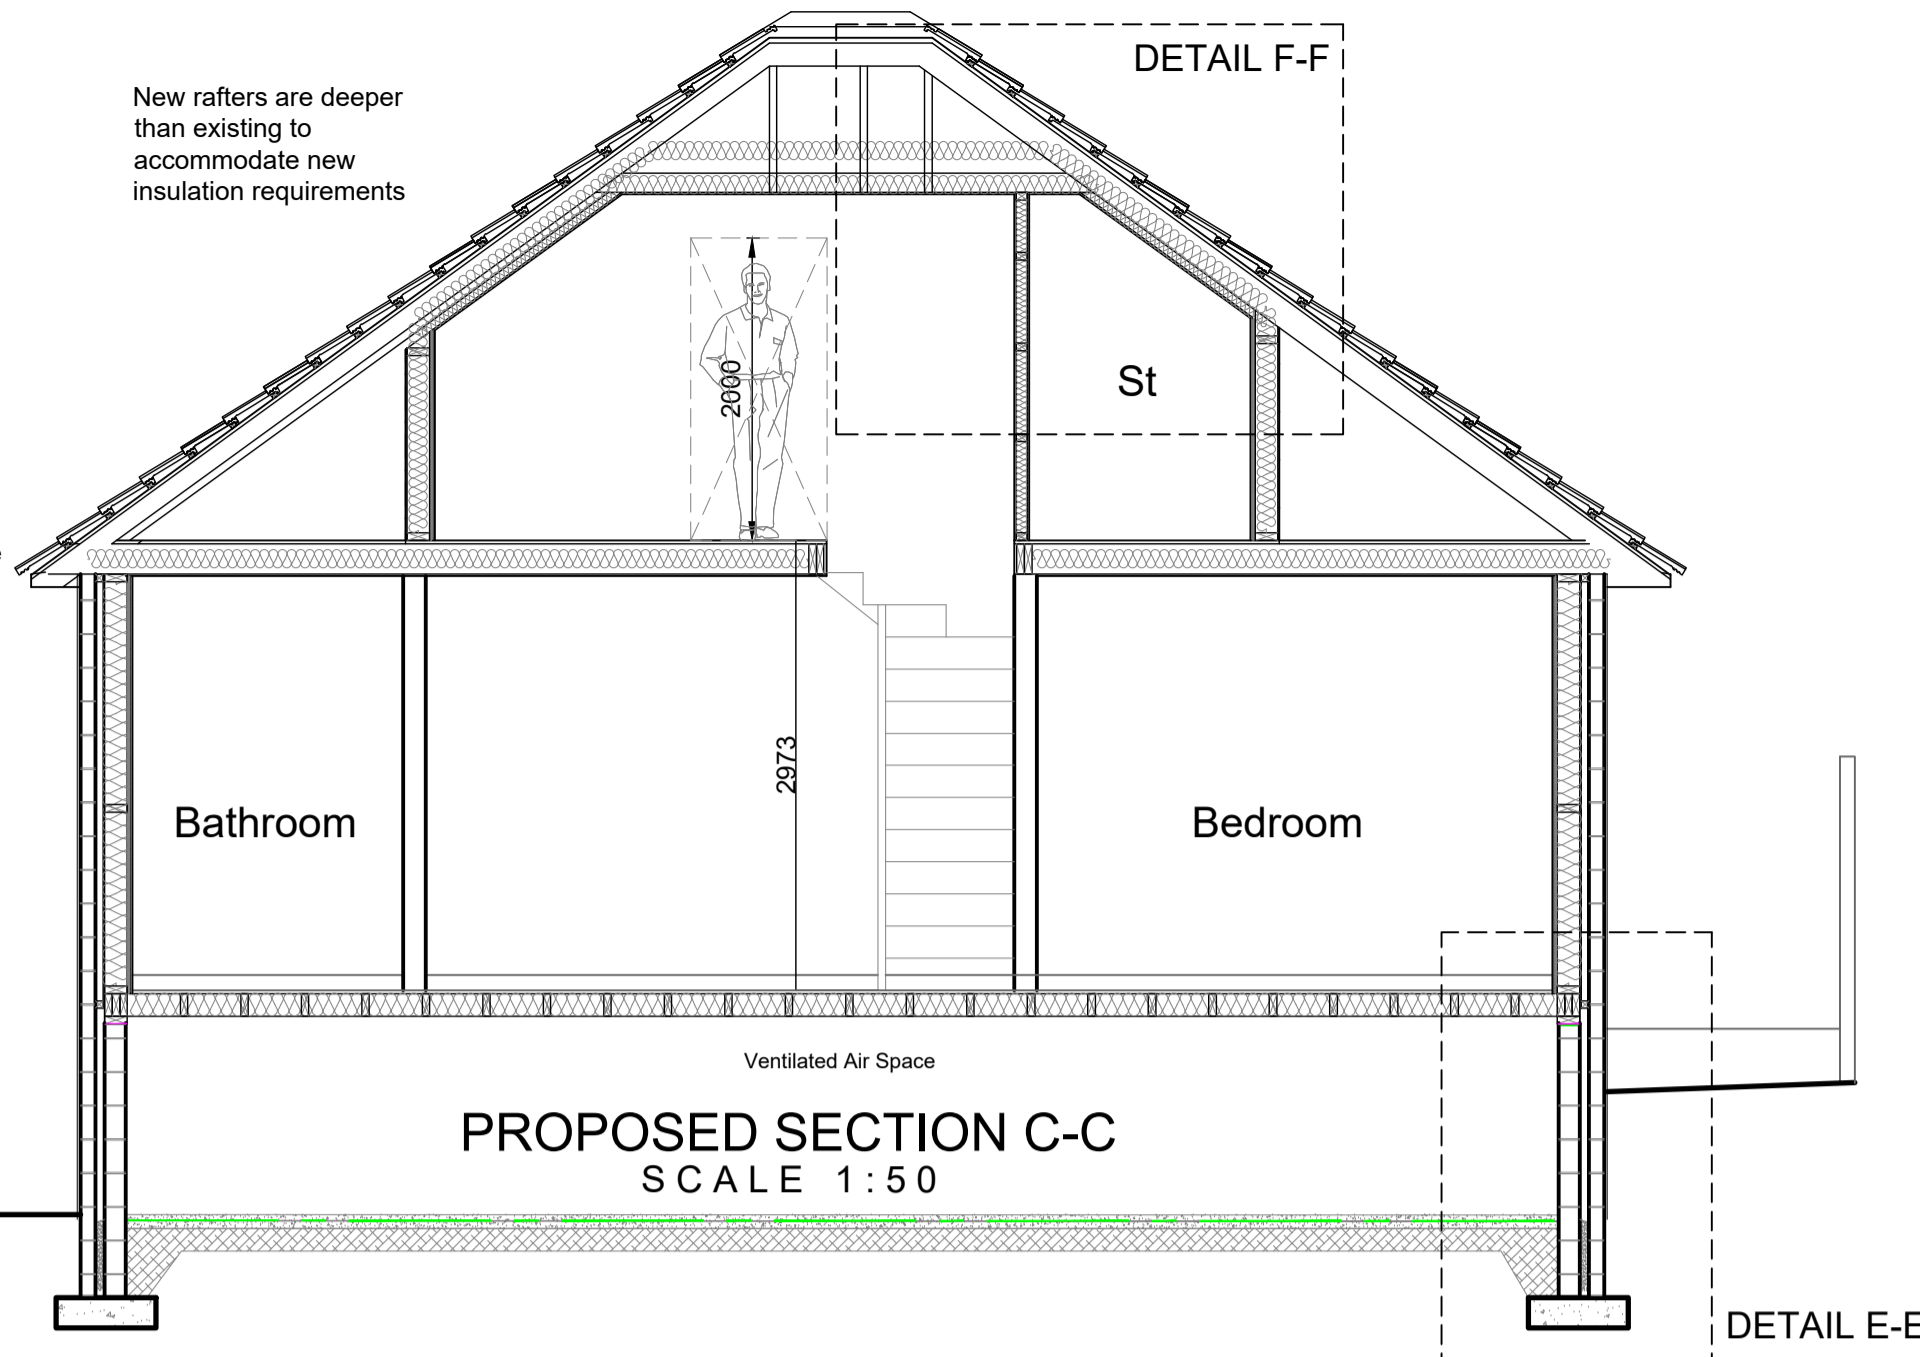 DETAIL F-F
New rafters are deeper
than existing to
accommodate new
insulation requirements
2000
St
2973
Bathroom
Bedroom
Ventilated Air Space
PROPOSED SECTION C-C
SCALE 1:50
DETAIL E-E